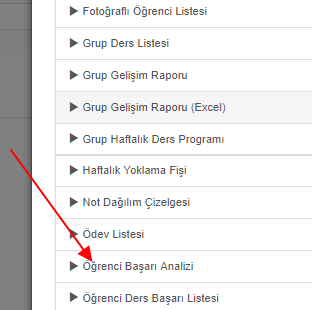 Fotoğraflı Öğrenci Listesi
Grup Ders Listesi
Grup Gelişim Raporu
Grup Gelişim Raporu (Excel)
Grup Haftalık Ders Programı
Haftalık Yoklama Fişi
Not Dağılım Çizelgesi
Ödev Listesi
Öğrenci Başarı Analizi
Öğrenci Ders Başarı Listesi